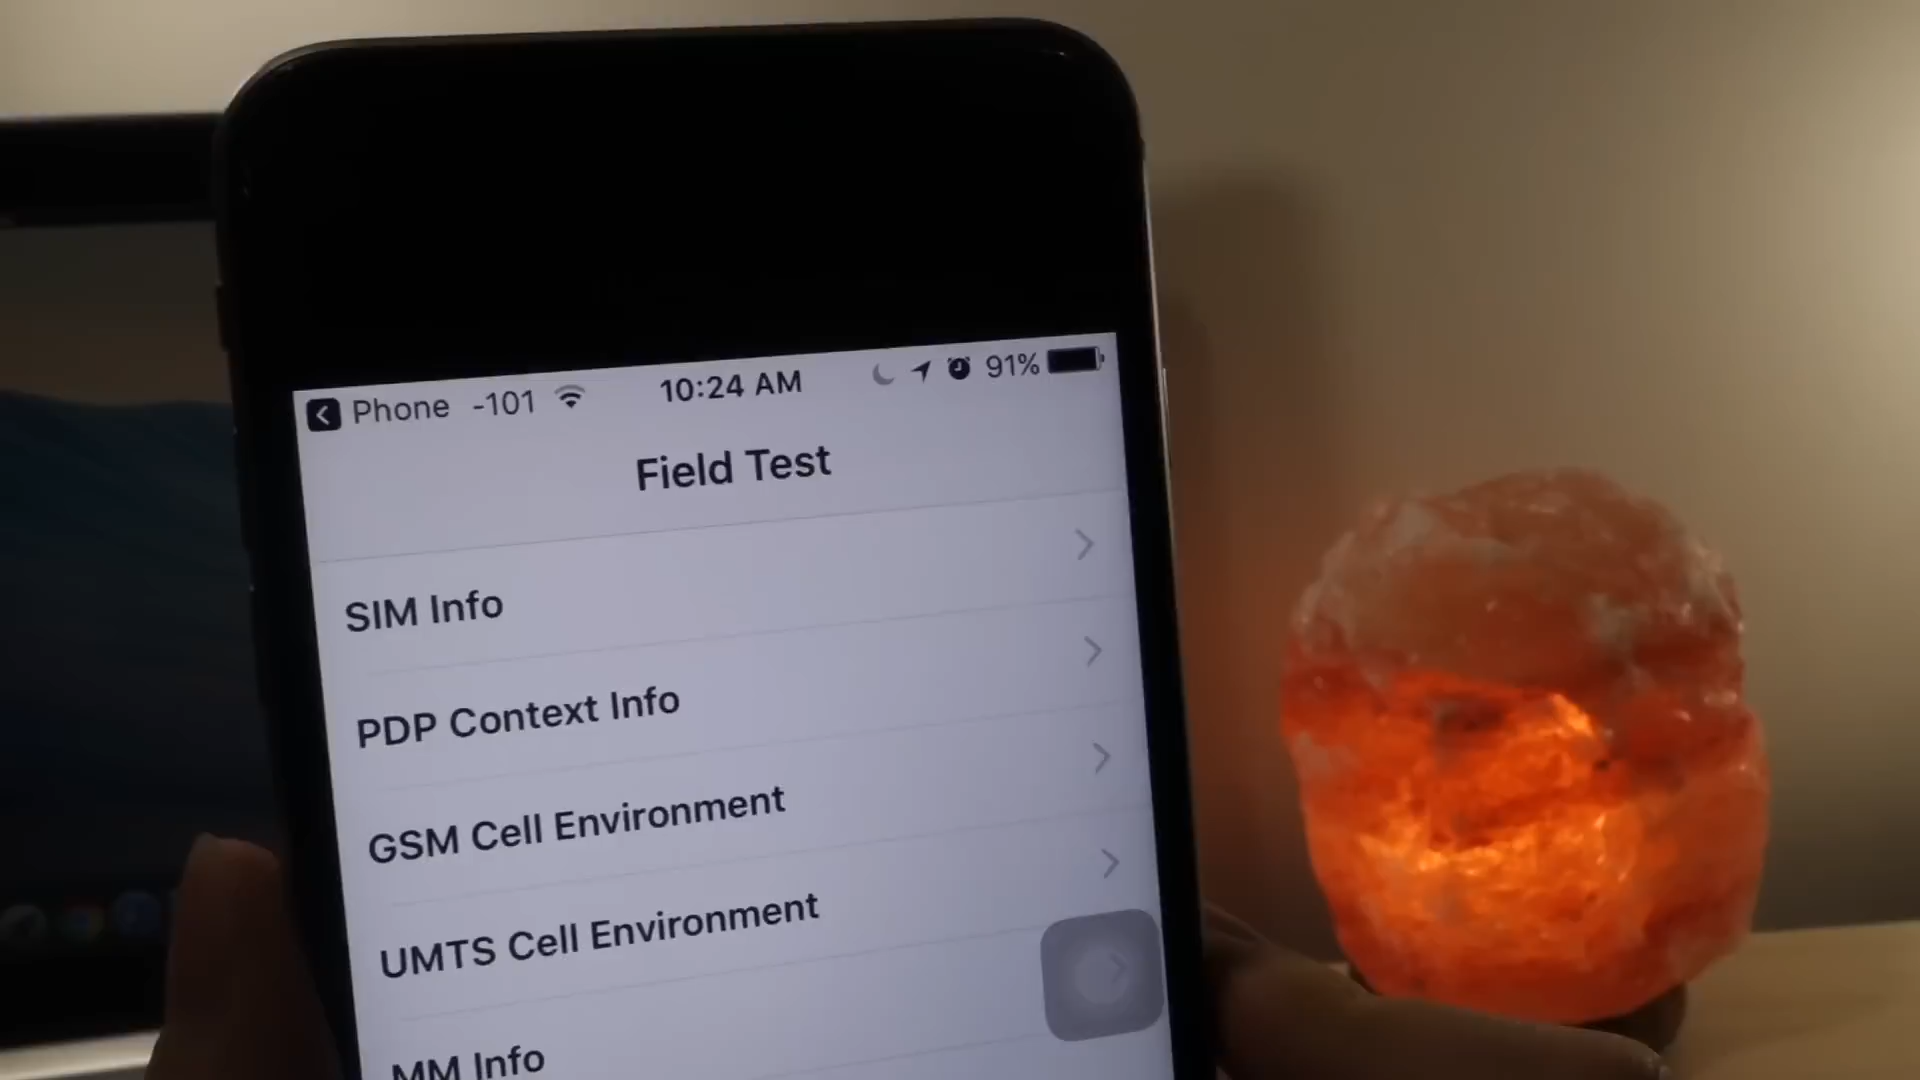 Phone -101 10:24 AM 91%
Field Test
SIM Info
PDP Context Info
GSM Cell Environment
UMTS Cell Environment
MM Info